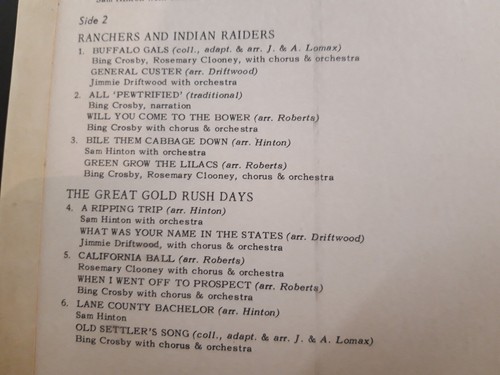 Side 2
RANCHERS AND INDIAN RAIDERS
1. BUFFALO GALS (coll., adapt. & arr. J. & A. Lomax)
Bing Crosby, Rosemary Clooney, with chorus & orchestra
GENERAL CUSTER (arr. Driftwood)
Jimmie Driftwood with orchestra
2. ALL 'PEWTRIFIED' (traditional)
Bing Crosby, narration
WILL YOU COME TO THE BOWER (arr. Roberts)
Bing Crosby with chorus & orchestra
3. BILE THEM CABBAGE DOWN (arr. Hinton)
Sam Hinton with orchestra
GREEN GROW THE LILACS (arr. Roberts)
Bing Crosby, Rosemary Clooney, chorus & orchestra
THE GREAT GOLD RUSH DAYS
4. A RIPPING TRIP (arr. Hinton)
Sam Hinton with orchestra
WHAT WAS YOUR NAME IN THE STATES (arr. Driftwood)
Jimmie Driftwood, with chorus & orchestra
5. CALIFORNIA BALL (arr. Roberts)
Rosemary Clooney with chorus & orchestra
WHEN I WENT OFF TO PROSPECT (arr. Roberts)
Bing Crosby with chorus & orchestra
6. LANE COUNTY BACHELOR (arr. Hinton)
Sam Hinton
OLD SETTLER'S SONG (coll., adapt. & arr. J. & A. Lomax)
Bing Crosby with chorus & orchestra